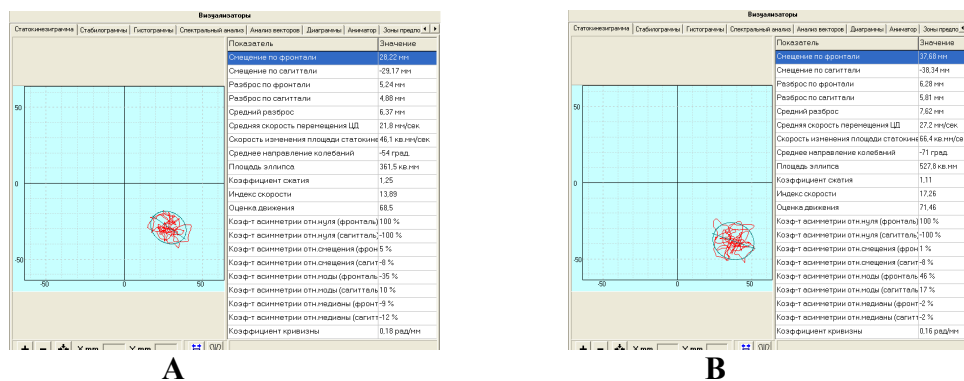 Визуализаторы
Статокинезиграмма Стабилограммы Гистограммы Спектральный анализ Анализ векторов Диаграммы Аниматор Зоны предпо
Показатель Значение
Смещение по фронтали 28,22 мм
Смещение по сагиттали -29,17 мм
Разброс по фронтали 5,24 мм
Разброс по сагиттали 4,88 мм
Средний разброс 6,37 мм
Средняя скорость перемещения ЦД 21,8 мм/сек
Скорость изменения площади статокине 46,1 кв.мм/сек
Среднее направление колебаний -54 град.
Площадь эллипса 361,5 кв.мм
Коэффициент сжатия 1,25
Индекс скорости 13,89
Оценка движения 68,5
Коэф-т асимметрии отн.нуля (фронталь) 100 %
Коэф-т асимметрии отн.нуля (сагитталь) -100 %
Коэф-т асимметрии отн.смещения (фрон 5 %
Коэф-т асимметрии отн.смещения (сагит -8 %
Коэф-т асимметрии отн.моды (фронталь -35 %
Коэф-т асимметрии отн.моды (сагитталь 10 %
Коэф-т асимметрии отн.медианы (фронт -9 %
Коэф-т асимметрии отн.медианы (сагитт -12 %
Коэффициент кривизны 0,18 рад/мм
50
0
-50
-50 0 50
A
Визуализаторы
Статокинезиграмма Стабилограммы Гистограммы Спектральный анализ Анализ векторов Диаграммы Аниматор Зоны предпо
Показатель Значение
Смещение по фронтали 37,68 мм
Смещение по сагиттали -38,34 мм
Разброс по фронтали 6,28 мм
Разброс по сагиттали 5,81 мм
Средний разброс 7,62 мм
Средняя скорость перемещения ЦД 27,2 мм/сек
Скорость изменения площади статокине 66,4 кв.мм/сек
Среднее направление колебаний -71 град.
Площадь эллипса 527,8 кв.мм
Коэффициент сжатия 1,11
Индекс скорости 17,26
Оценка движения 71,46
Коэф-т асимметрии отн.нуля (фронталь) 100 %
Коэф-т асимметрии отн.нуля (сагитталь) -100 %
Коэф-т асимметрии отн.смещения (фрон 1 %
Коэф-т асимметрии отн.смещения (сагит -8 %
Коэф-т асимметрии отн.моды (фронталь 46 %
Коэф-т асимметрии отн.моды (сагитталь 17 %
Коэф-т асимметрии отн.медианы (фронт -2 %
Коэф-т асимметрии отн.медианы (сагитт -2 %
Коэффициент кривизны 0,16 рад/мм
50
0
-50
-50 0 50
B